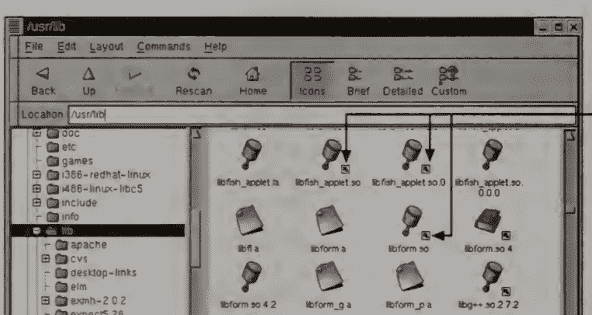 /usr/lib
File Edit Layout Commands Help
Back Up Rescan Home Icons Brief Detailed Custom
Location /usr/lib
doc
etc
games
i386-redhat-linux
i486-linux-libc5
include
info
lib
apache
cvs
desktop-links
elm
exmh-2 0 2
expect5 26
libfish_applet.la libfish_applet.so libfish_applet.so.0 libfish_applet.so.
0.0.0
libfl a libform a libform so libform.so 4
libform so 4 2 libform_g a libform_p a libg++.so.2 7.2